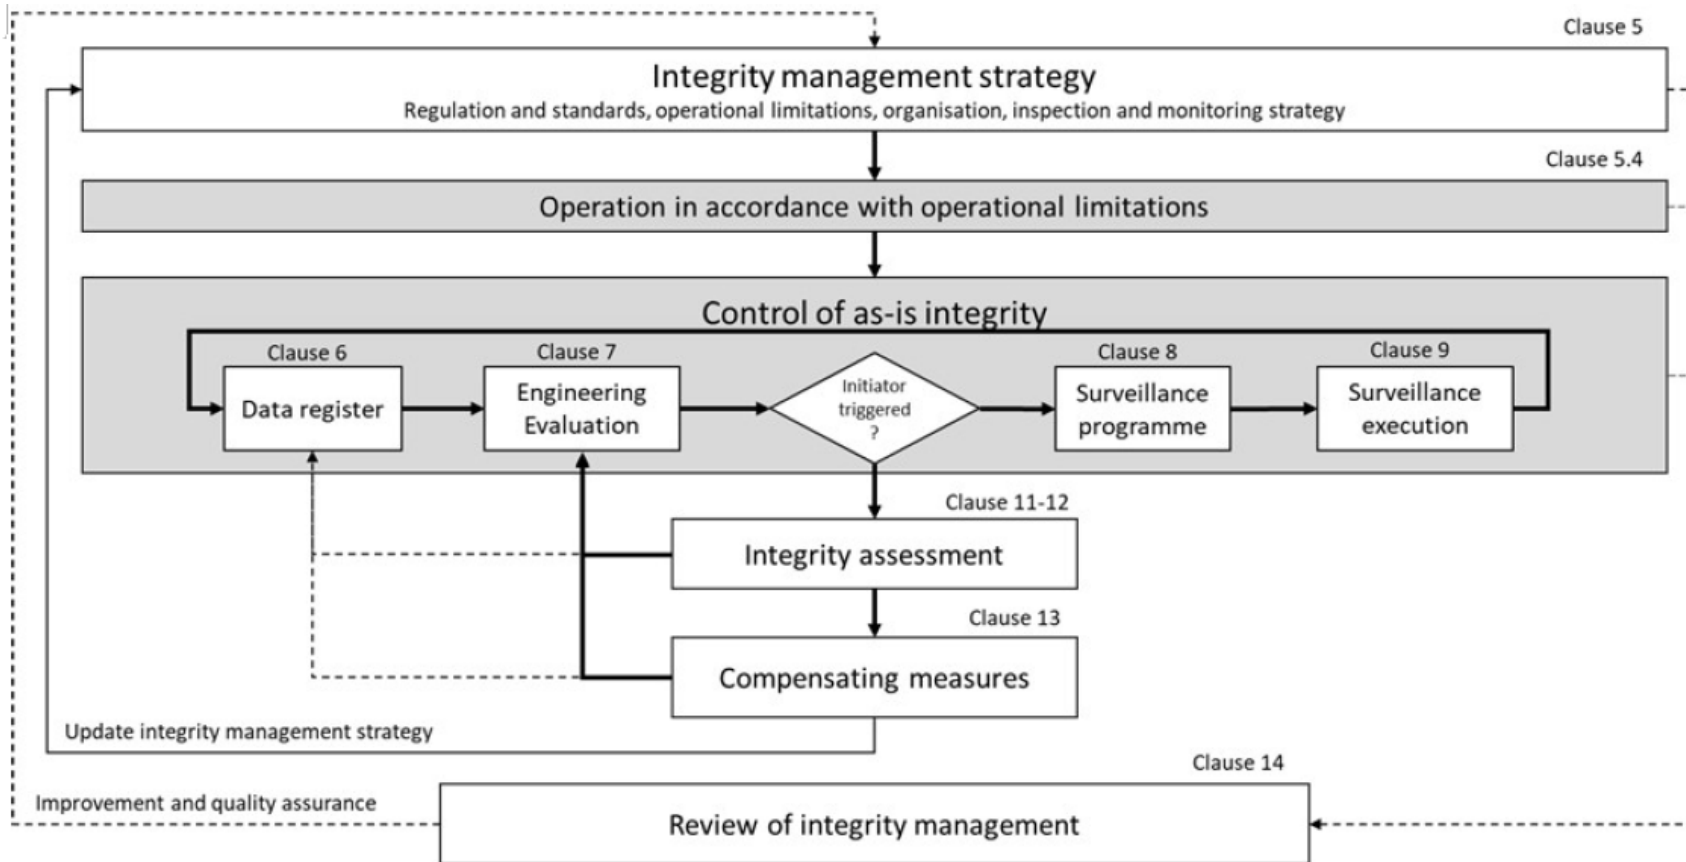 Clause 5
Integrity management strategy
Regulation and standards, operational limitations, organisation, inspection and monitoring strategy
Clause 5.4
Operation in accordance with operational limitations
Control of as-is integrity
Clause 6
Clause 7
Clause 8
Clause 9
Data register
Engineering
Evaluation
Initiator
triggered
?
Surveillance
programme
Surveillance
execution
Clause 11-12
Integrity assessment
Clause 13
Compensating measures
Update integrity management strategy
Clause 14
Improvement and quality assurance
Review of integrity management